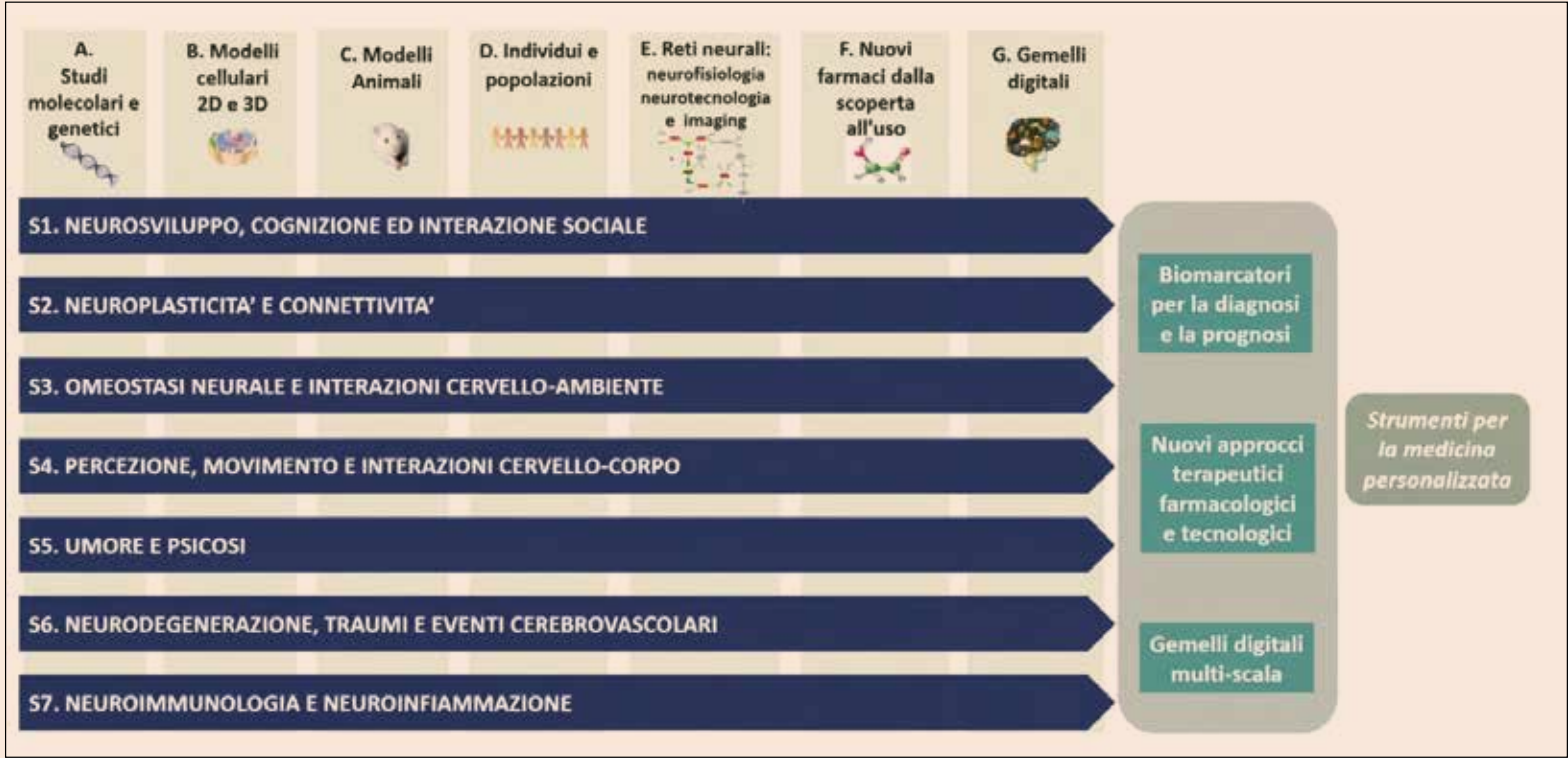 A.
Studi
molecolari e
genetici
B. Modelli
cellulari
2D e 3D
C. Modelli
Animali
D. Individui e
popolazioni
E. Reti neurali:
neurofisiologia
neurotecnologia
e imaging
F. Nuovi
farmaci dalla
scoperta
all'uso
G. Gemelli
digitali
S1. NEUROSVILUPPO, COGNIZIONE ED INTERAZIONE SOCIALE
S2. NEUROPLASTICITA' E CONNETTIVITA'
S3. OMEOSTASI NEURALE E INTERAZIONI CERVELLO-AMBIENTE
S4. PERCEZIONE, MOVIMENTO E INTERAZIONI CERVELLO-CORPO
S5. UMORE E PSICOSI
S6. NEURODEGENERAZIONE, TRAUMI E EVENTI CEREBROVASCOLARI
S7. NEUROIMMUNOLOGIA E NEUROINFIAMMAZIONE
Biomarcatori
per la diagnosi
e la prognosi
Nuovi approcci
terapeutici
farmacologici
e tecnologici
Gemelli digitali
multi-scala
Strumenti per
la medicina
personalizzata